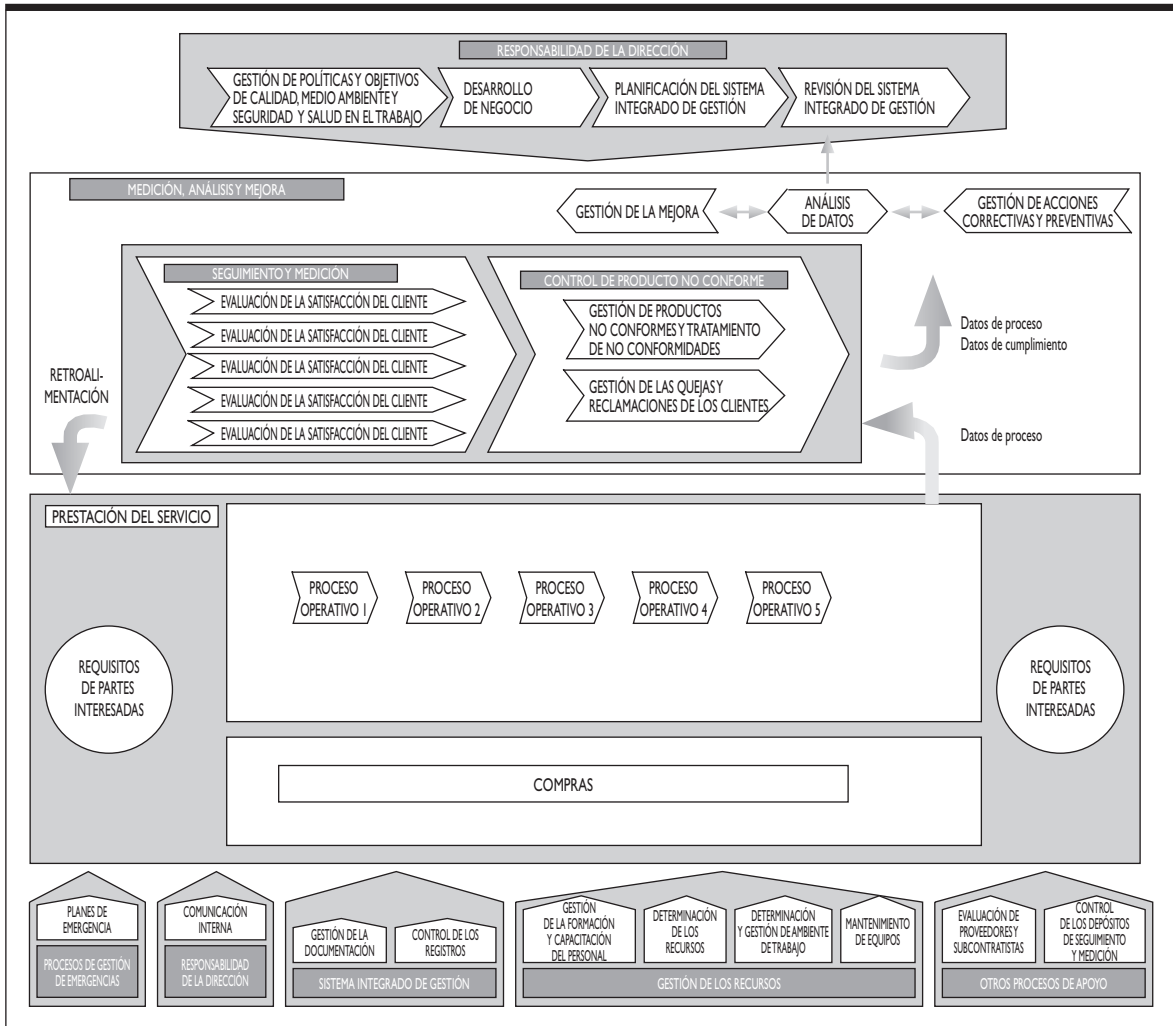 RESPONSABILIDAD DE LA DIRECCIÓN
GESTIÓN DE POLÍTICAS Y OBJETIVOS
DE CALIDAD, MEDIO AMBIENTE Y
SEGURIDAD Y SALUD EN EL TRABAJO
DESARROLLO
DE NEGOCIO
PLANIFICACIÓN DEL SISTEMA
INTEGRADO DE GESTIÓN
REVISIÓN DEL SISTEMA
INTEGRADO DE GESTIÓN
MEDICIÓN, ANÁLISIS Y MEJORA
GESTIÓN DE LA MEJORA
ANÁLISIS
DE DATOS
GESTIÓN DE ACCIONES
CORRECTIVAS Y PREVENTIVAS
SEGUIMIENTO Y MEDICIÓN
EVALUACIÓN DE LA SATISFACCIÓN DEL CLIENTE
EVALUACIÓN DE LA SATISFACCIÓN DEL CLIENTE
EVALUACIÓN DE LA SATISFACCIÓN DEL CLIENTE
EVALUACIÓN DE LA SATISFACCIÓN DEL CLIENTE
EVALUACIÓN DE LA SATISFACCIÓN DEL CLIENTE
CONTROL DE PRODUCTO NO CONFORME
GESTIÓN DE PRODUCTOS
NO CONFORMES Y TRATAMIENTO
DE NO CONFORMIDADES
GESTIÓN DE LAS QUEJAS Y
RECLAMACIONES DE LOS CLIENTES
Datos de proceso
Datos de cumplimiento
RETROALI-
MENTACIÓN
Datos de proceso
PRESTACIÓN DEL SERVICIO
PROCESO
OPERATIVO 1
PROCESO
OPERATIVO 2
PROCESO
OPERATIVO 3
PROCESO
OPERATIVO 4
PROCESO
OPERATIVO 5
REQUISITOS
DE PARTES
INTERESADAS
REQUISITOS
DE PARTES
INTERESADAS
COMPRAS
PLANES DE
EMERGENCIA
PROCESOS DE GESTIÓN
DE EMERGENCIAS
COMUNICACIÓN
INTERNA
RESPONSABILIDAD
DE LA DIRECCIÓN
GESTIÓN DE LA
DOCUMENTACIÓN
CONTROL DE LOS
REGISTROS
SISTEMA INTEGRADO DE GESTIÓN
GESTIÓN
DE LA FORMACIÓN
Y CAPACITACIÓN
DEL PERSONAL
DETERMINACIÓN
DE LOS
RECURSOS
DETERMINACIÓN
Y GESTIÓN DE AMBIENTE
DE TRABAJO
MANTENIMIENTO
DE EQUIPOS
GESTIÓN DE LOS RECURSOS
EVALUACIÓN DE
PROVEEDORES Y
SUBCONTRATISTAS
CONTROL
DE LOS DEPÓSITOS
DE SEGUIMIENTO
Y MEDICIÓN
OTROS PROCESOS DE APOYO